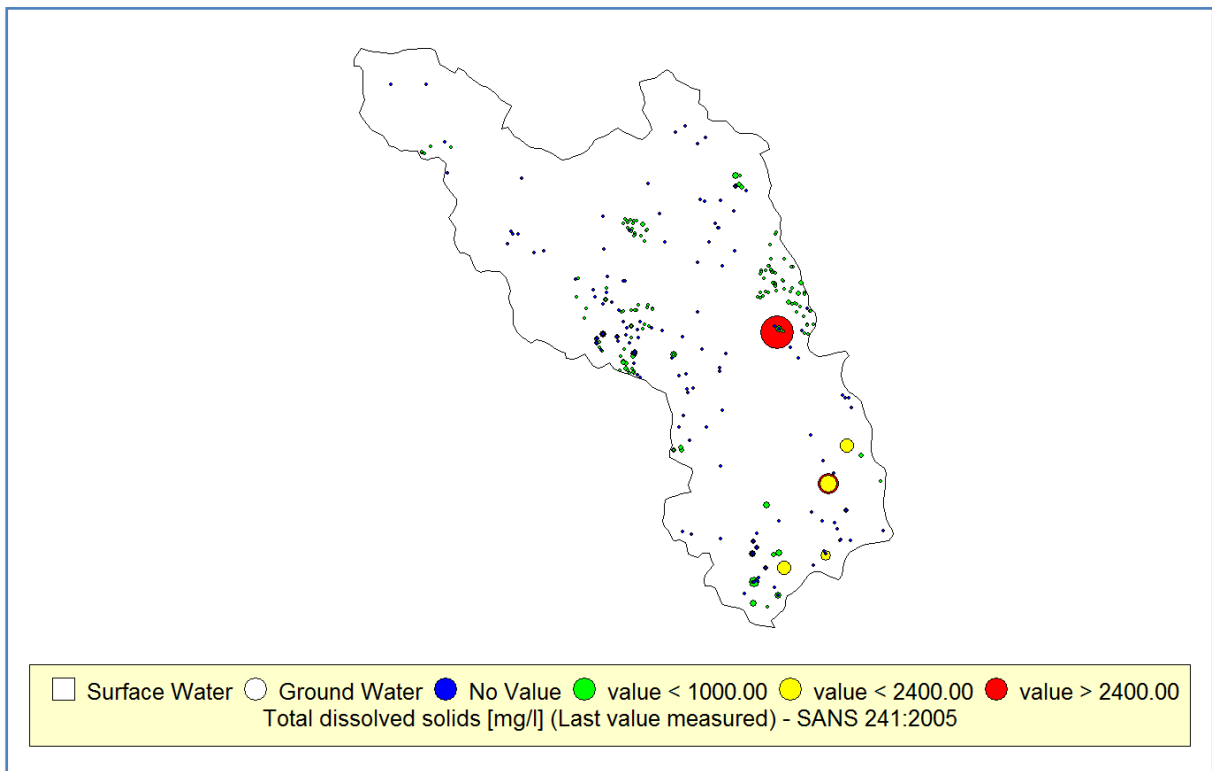 Surface Water Ground Water No Value value < 1000.00 value < 2400.00 value > 2400.00
Total dissolved solids [mg/l] (Last value measured) - SANS 241:2005